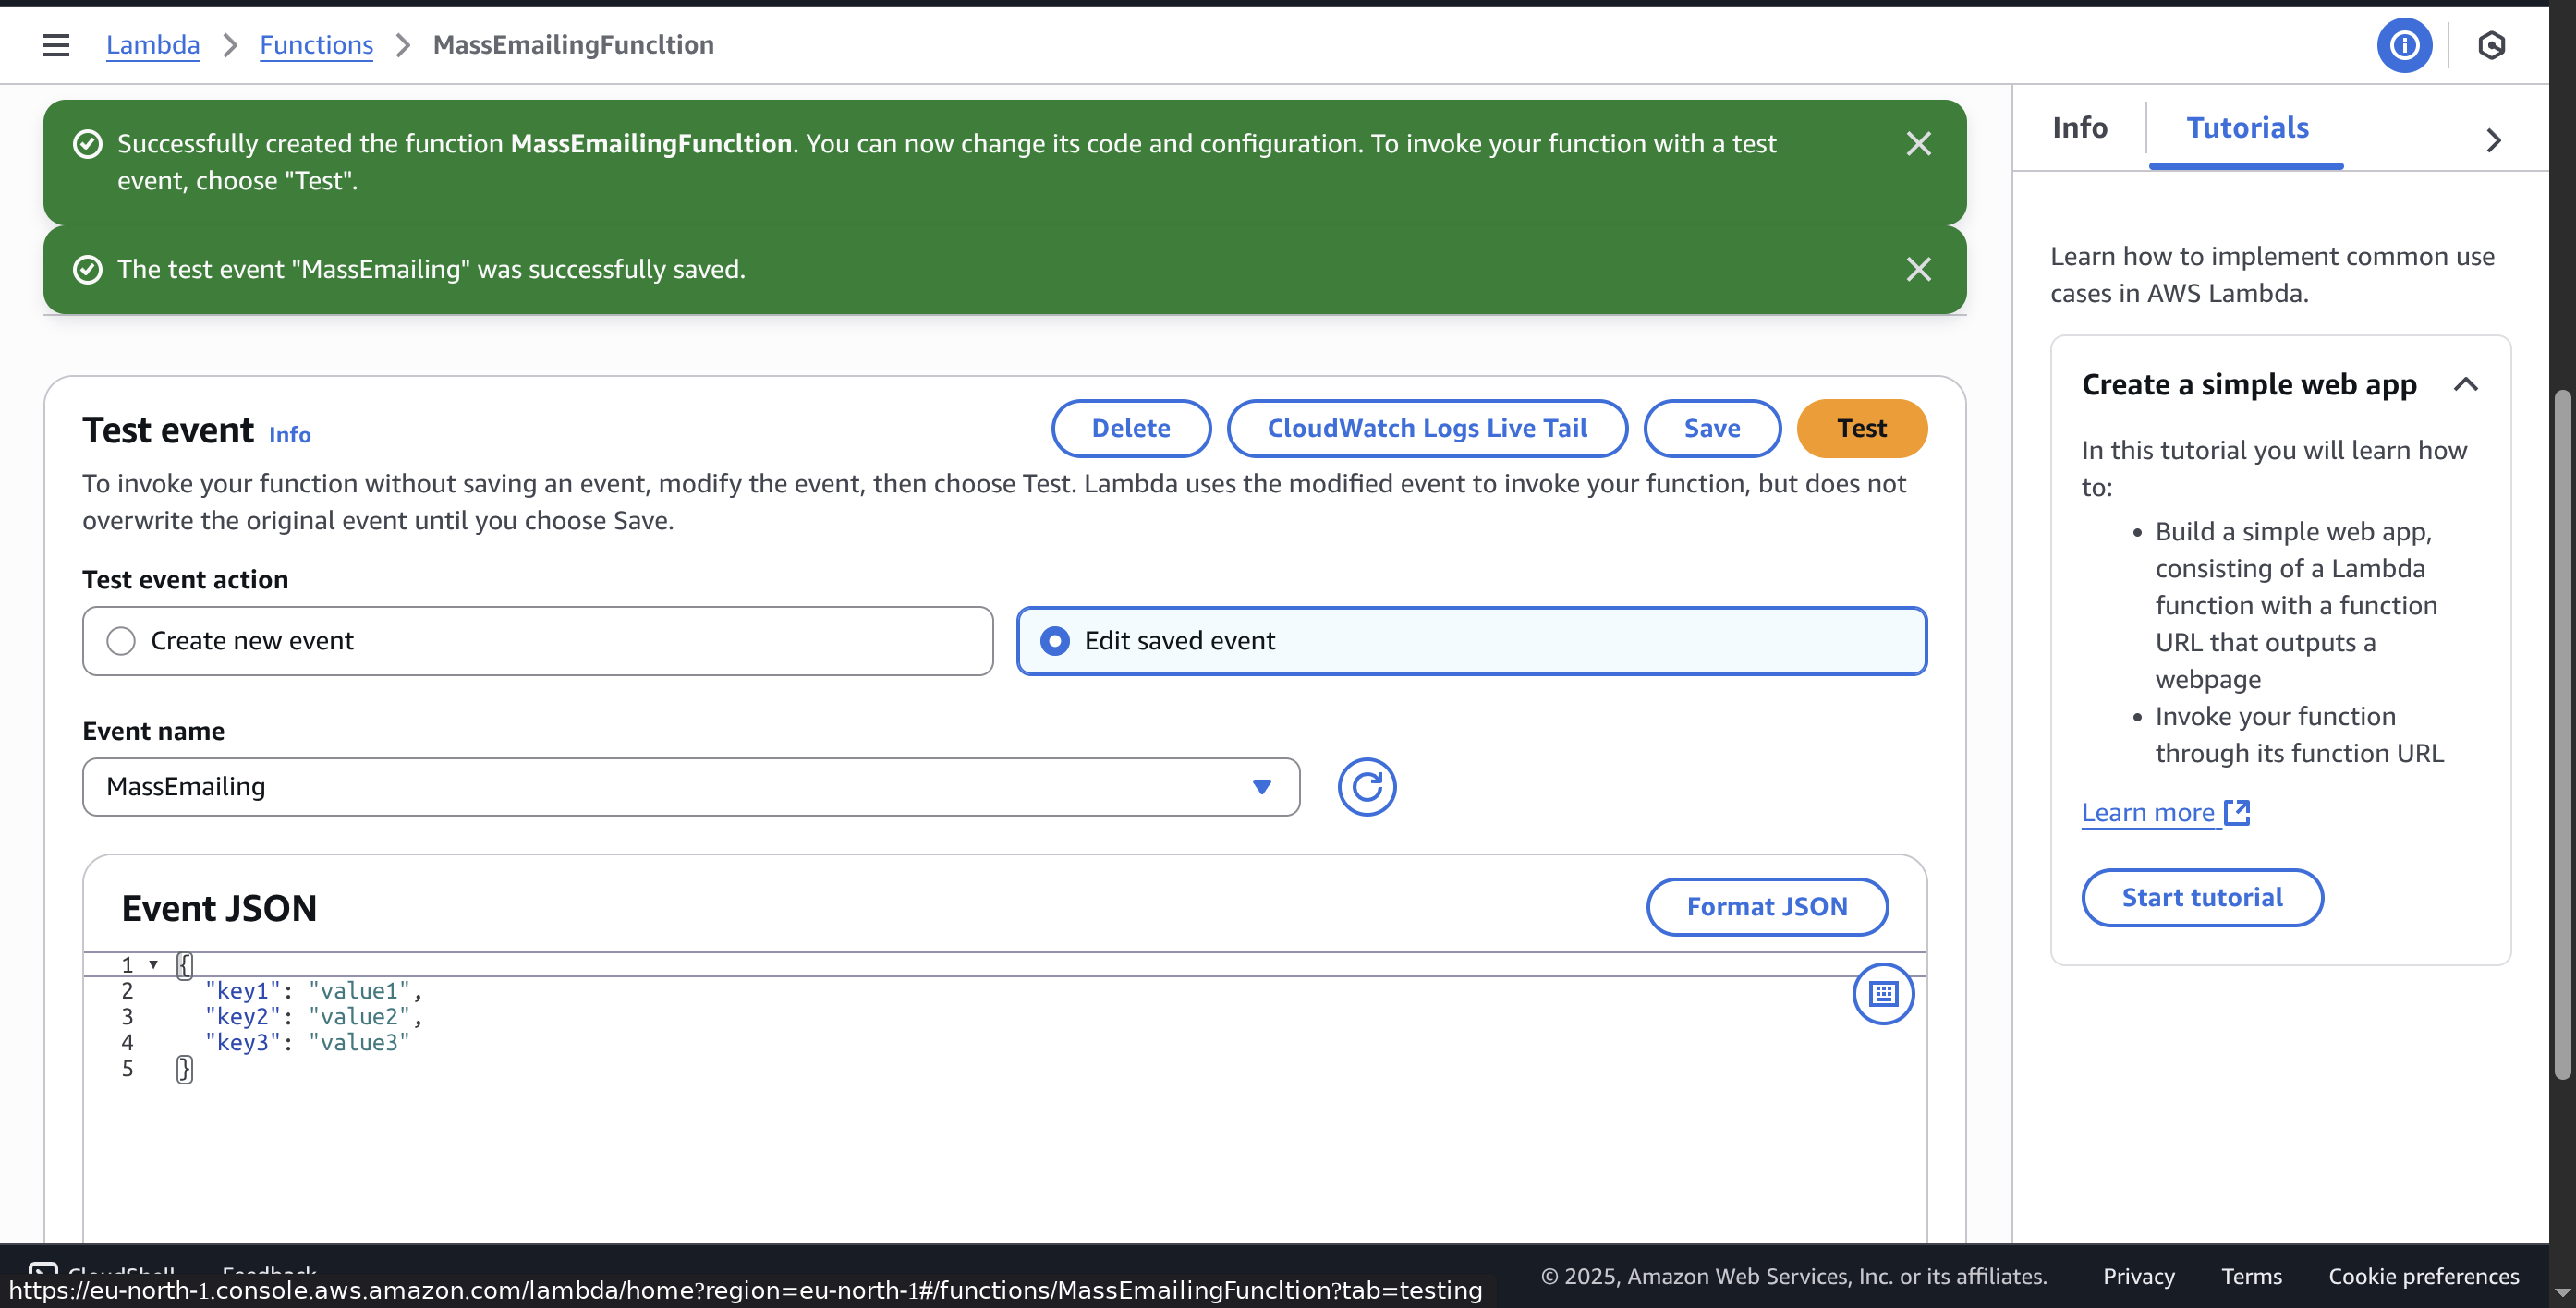 Lambda > Functions > MassEmailingFuncltion
Successfully created the function MassEmailingFuncltion. You can now change its code and configuration. To invoke your function with a test
event, choose "Test".
The test event "MassEmailing" was successfully saved.
Test event Info
Delete
CloudWatch Logs Live Tail
Save
Test
To invoke your function without saving an event, modify the event, then choose Test. Lambda uses the modified event to invoke your function, but does not
overwrite the original event until you choose Save.
Test event action
Create new event
Edit saved event
Event name
MassEmailing
Event JSON
Format JSON
1 {
2 "key1": "value1",
3 "key2": "value2",
4 "key3": "value3"
5 }
Info
Tutorials
Learn how to implement common use
cases in AWS Lambda.
Create a simple web app
In this tutorial you will learn how
to:
• Build a simple web app,
consisting of a Lambda
function with a function
URL that outputs a
webpage
• Invoke your function
through its function URL
Learn more
Start tutorial
CloudShell Feedback
© 2025, Amazon Web Services, Inc. or its affiliates. Privacy Terms Cookie preferences
https://eu-north-1.console.aws.amazon.com/lambda/home?region=eu-north-1#/functions/MassEmailingFuncltion?tab=testing